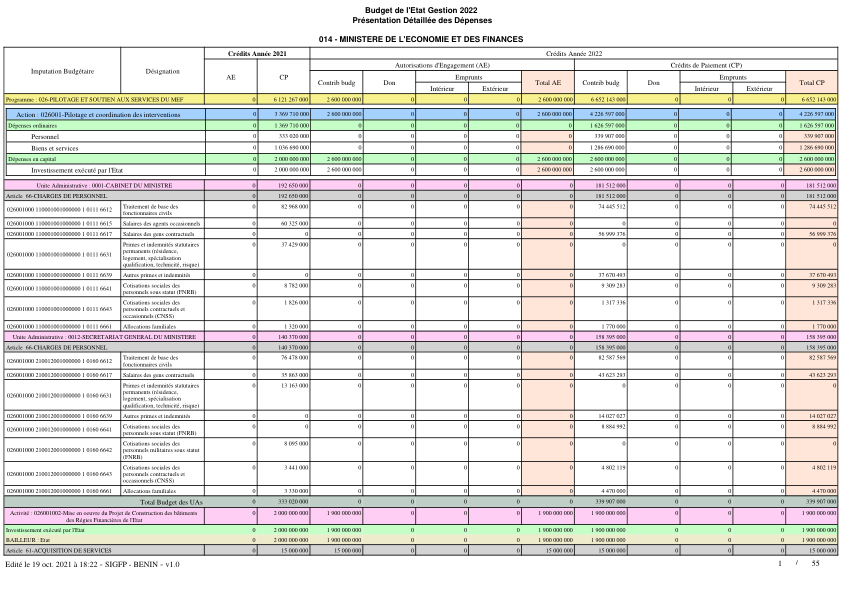 Budget de l'Etat Gestion 2022
Présentation Détaillée des Dépenses
014 - MINISTERE DE L'ECONOMIE ET DES FINANCES
Imputation Budgétaire Désignation Crédits Année 2021 Crédits Année 2022
AE CP Autorisations d'Engagement (AE) Crédits de Paiement (CP)
Contrib budg Don Emprunts Total AE Contrib budg Don Emprunts Total CP
Intérieur Extérieur Intérieur Extérieur
Programme : 026-PILOTAGE ET SOUTIEN AUX SERVICES DU MEF 0 6 121 267 000 2 600 000 000 0 0 0 2 600 000 000 6 652 143 000 0 0 0 6 652 143 000
Action : 026001-Pilotage et coordination des interventions 0 3 369 710 000 2 600 000 000 0 0 0 2 600 000 000 4 226 597 000 0 0 0 4 226 597 000
Dépenses ordinaires 0 1 369 710 000 0 0 0 0 0 1 626 597 000 0 0 0 1 626 597 000
Personnel 0 333 020 000 0 0 0 0 0 339 907 000 0 0 0 339 907 000
Biens et services 0 1 036 690 000 0 0 0 0 0 1 286 690 000 0 0 0 1 286 690 000
Dépenses en capital 0 2 000 000 000 2 600 000 000 0 0 0 2 600 000 000 2 600 000 000 0 0 0 2 600 000 000
Investissement exécuté par l'Etat 0 2 000 000 000 2 600 000 000 0 0 0 2 600 000 000 2 600 000 000 0 0 0 2 600 000 000
Unite Administrative : 0001-CABINET DU MINISTRE 0 192 650 000 0 0 0 0 0 181 512 000 0 0 0 181 512 000
Article 66-CHARGES DE PERSONNEL 0 192 650 000 0 0 0 0 0 181 512 000 0 0 0 181 512 000
026001000 1100010010000000 1 0111 6612 Traitement de base des 0 82 968 000 0 0 0 0 0 74 445 512 0 0 0 74 445 512
fonctionnaires civils
026001000 1100010010000000 1 0111 6615 Salaires des agents occasionnels 0 60 325 000 0 0 0 0 0 0 0 0 0 0
026001000 1100010010000000 1 0111 6617 Salaires des gens contractuels 0 0 0 0 0 0 0 56 999 376 0 0 0 56 999 376
026001000 1100010010000000 1 0111 6631 Primes et indemnités statutaires 0 37 429 000 0 0 0 0 0 0 0 0 0 0
permanents (résidence,
logement, spécialisation
qualification, technicité, risque)
026001000 1100010010000000 1 0111 6639 Autres primes et indemnités 0 0 0 0 0 0 0 37 670 493 0 0 0 37 670 493
026001000 1100010010000000 1 0111 6641 Cotisations sociales des 0 8 782 000 0 0 0 0 0 9 309 283 0 0 0 9 309 283
personnels sous statut (FNRB)
026001000 1100010010000000 1 0111 6643 Cotisations sociales des 0 1 826 000 0 0 0 0 0 1 317 336 0 0 0 1 317 336
personnels contractuels et
occasionnels (CNSS)
026001000 1100010010000000 1 0111 6661 Allocations familiales 0 1 320 000 0 0 0 0 0 1 770 000 0 0 0 1 770 000
Unite Administrative : 0012-SECRETARIAT GENERAL DU MINISTERE 0 140 370 000 0 0 0 0 0 158 395 000 0 0 0 158 395 000
Article 66-CHARGES DE PERSONNEL 0 140 370 000 0 0 0 0 0 158 395 000 0 0 0 158 395 000
026001000 2100120010000000 1 0160 6612 Traitement de base des 0 76 478 000 0 0 0 0 0 82 587 569 0 0 0 82 587 569
fonctionnaires civils
026001000 2100120010000000 1 0160 6617 Salaires des gens contractuels 0 35 863 000 0 0 0 0 0 43 623 293 0 0 0 43 623 293
026001000 2100120010000000 1 0160 6631 Primes et indemnités statutaires 0 13 163 000 0 0 0 0 0 0 0 0 0 0
permanents (résidence,
logement, spécialisation
qualification, technicité, risque)
026001000 2100120010000000 1 0160 6639 Autres primes et indemnités 0 0 0 0 0 0 0 14 027 027 0 0 0 14 027 027
026001000 2100120010000000 1 0160 6641 Cotisations sociales des 0 0 0 0 0 0 0 8 884 992 0 0 0 8 884 992
personnels sous statut (FNRB)
026001000 2100120010000000 1 0160 6642 Cotisations sociales des 0 8 095 000 0 0 0 0 0 0 0 0 0 0
personnels militaires sous statut
(FNRB)
026001000 2100120010000000 1 0160 6643 Cotisations sociales des 0 3 441 000 0 0 0 0 0 4 802 119 0 0 0 4 802 119
personnels contractuels et
occasionnels (CNSS)
026001000 2100120010000000 1 0160 6661 Allocations familiales 0 3 330 000 0 0 0 0 0 4 470 000 0 0 0 4 470 000
Total Budget des UAs 0 333 020 000 0 0 0 0 0 339 907 000 0 0 0 339 907 000
Activité : 026001002-Mise en oeuvre du Projet de Construction des bâtiments 0 2 000 000 000 1 900 000 000 0 0 0 1 900 000 000 1 900 000 000 0 0 0 1 900 000 000
des Régies Financières de l'Etat
Investissement exécuté par l'Etat 0 2 000 000 000 1 900 000 000 0 0 0 1 900 000 000 1 900 000 000 0 0 0 1 900 000 000
BAILLEUR : Etat 0 2 000 000 000 1 900 000 000 0 0 0 1 900 000 000 1 900 000 000 0 0 0 1 900 000 000
Article 61-ACQUISITION DE SERVICES 0 15 000 000 15 000 000 0 0 0 15 000 000 15 000 000 0 0 0 15 000 000
Edité le 19 oct. 2021 à 18:22 - SIGFP - BENIN - v1.0 1 / 55